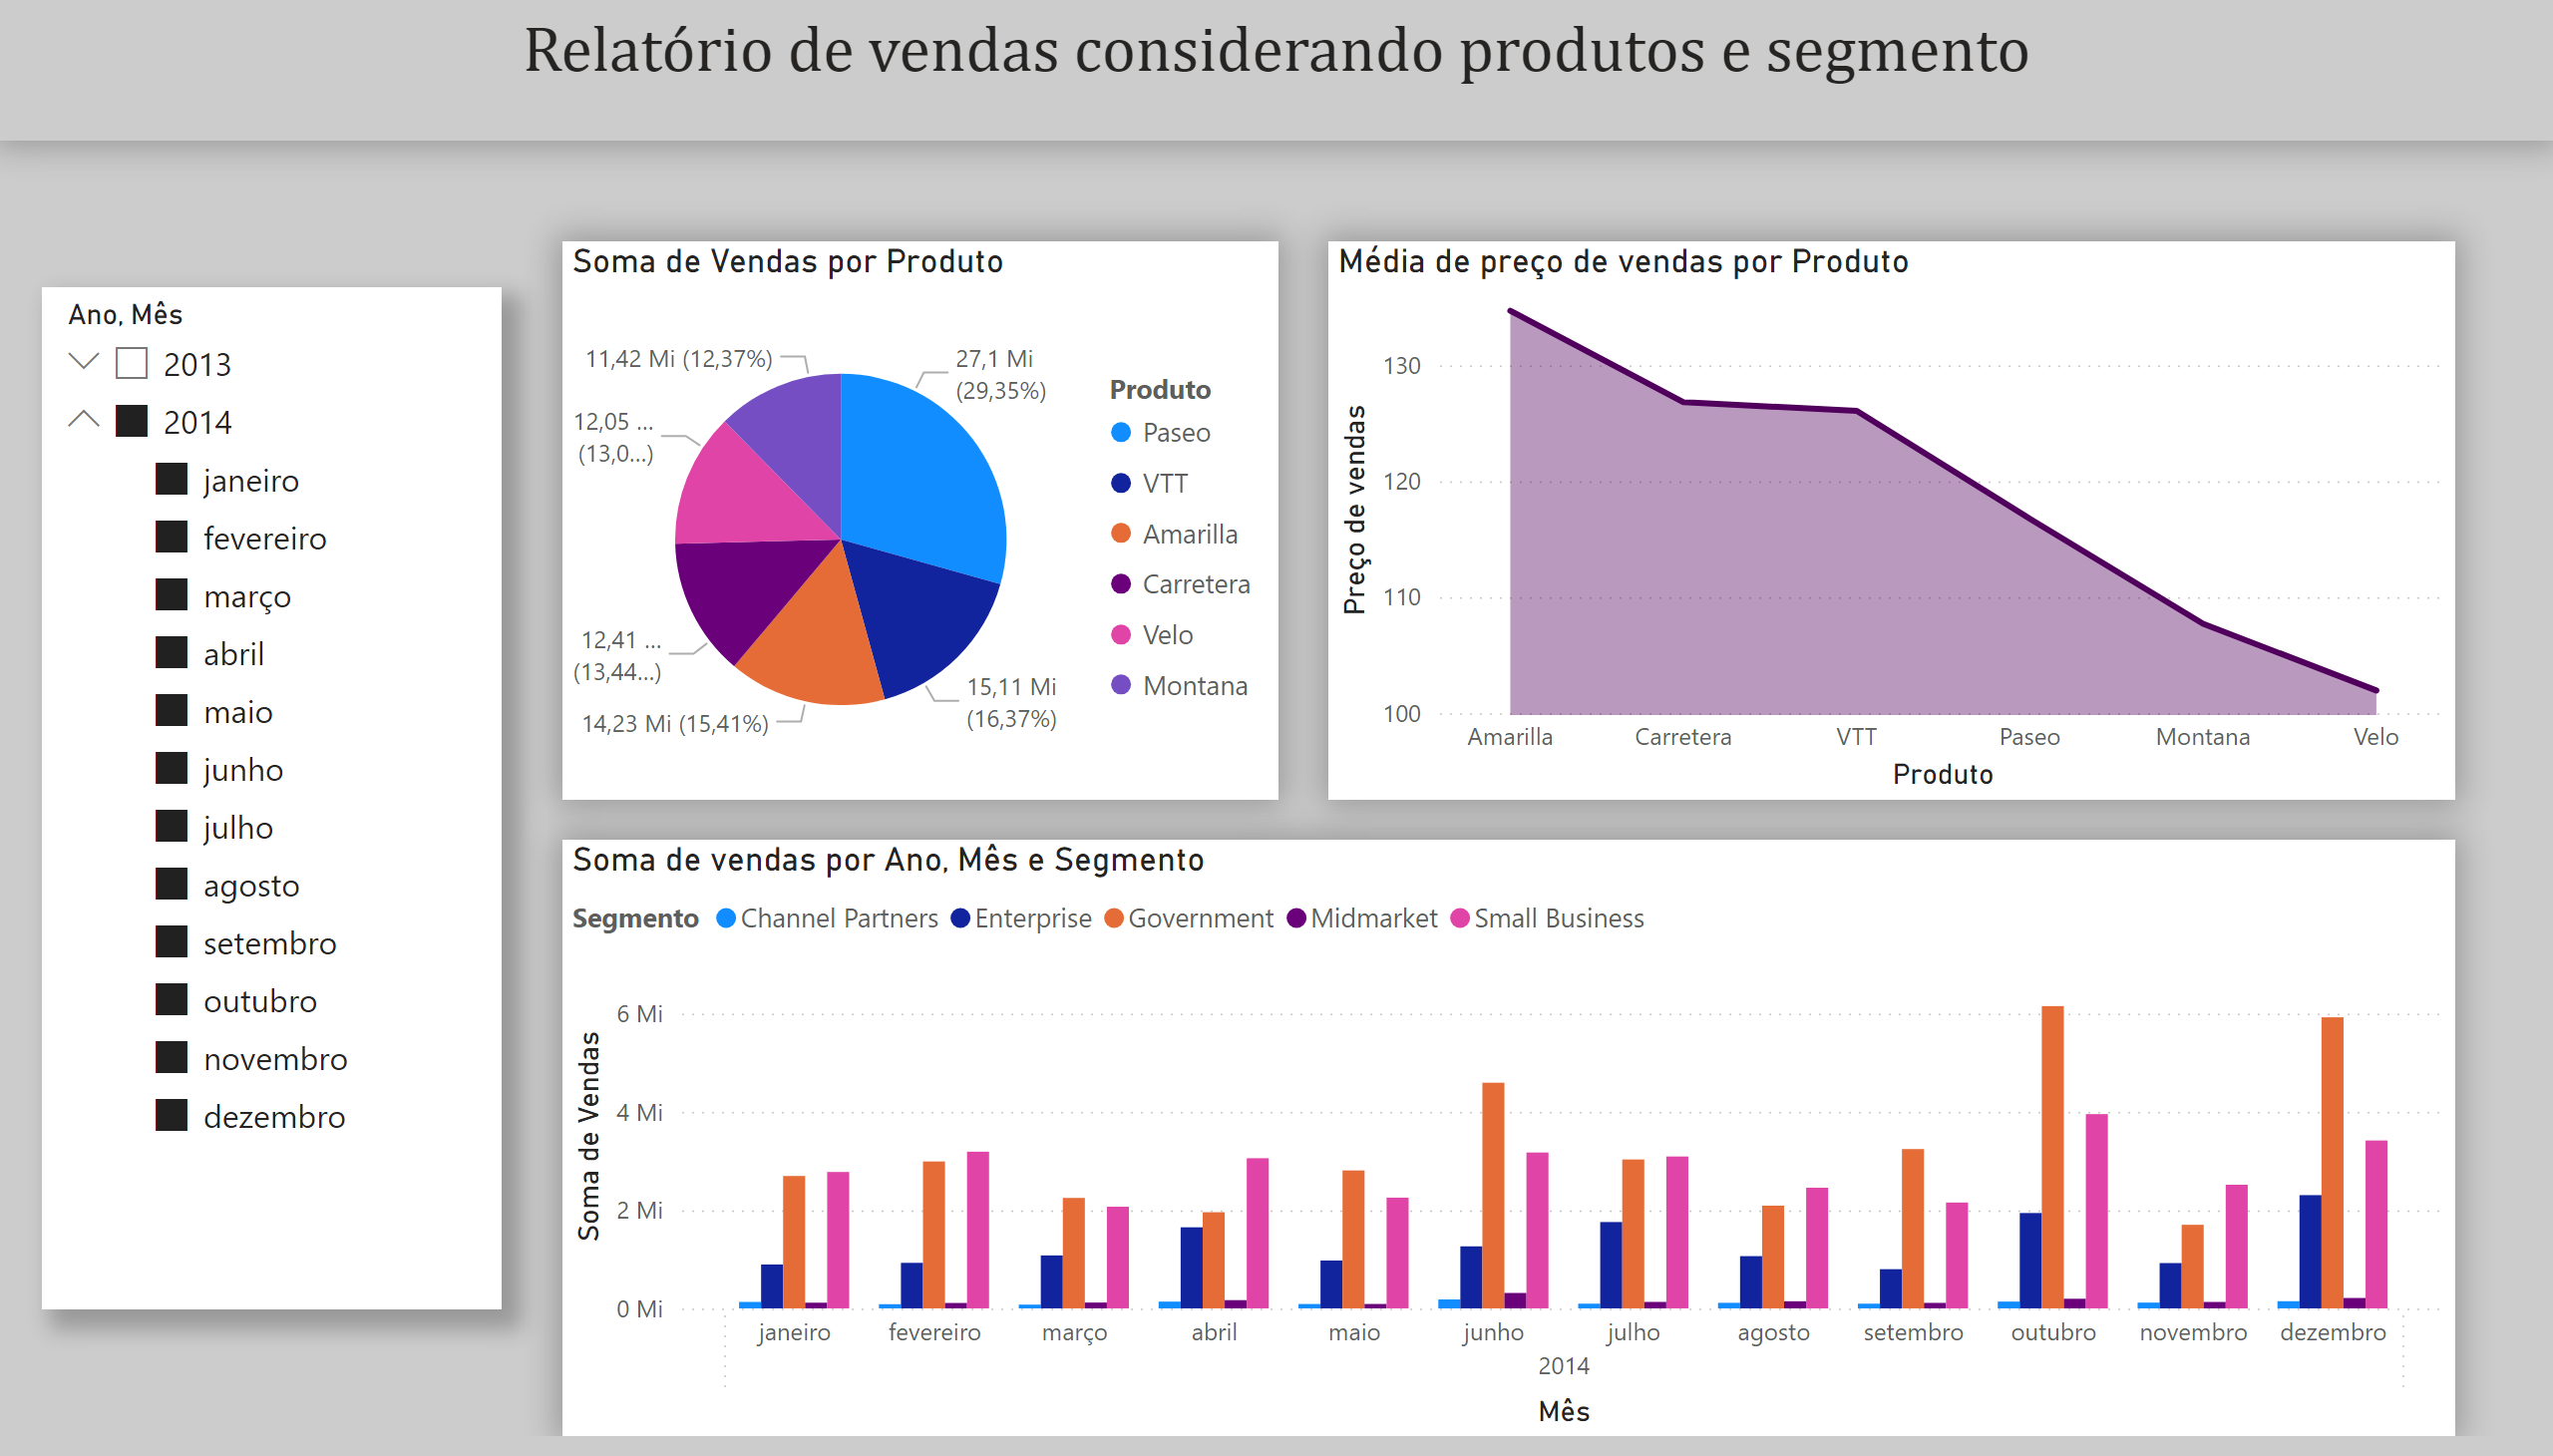 Relatório de vendas considerando produtos e segmento
Ano, Mês
2013
2014
janeiro
fevereiro
março
abril
maio
junho
julho
agosto
setembro
outubro
novembro
dezembro
Soma de Vendas por Produto
11,42 Mi (12,37%)
27,1 Mi
(29,35%)
12,05 ...
(13,0...)
12,41 ...
(13,44...)
14,23 Mi (15,41%)
15,11 Mi
(16,37%)
Produto
Paseo
VTT
Amarilla
Carretera
Velo
Montana
Média de preço de vendas por Produto
Preço de vendas
130
120
110
100
Amarilla Carretera VTT Paseo Montana Velo
Produto
Soma de vendas por Ano, Mês e Segmento
Segmento Channel Partners Enterprise Government Midmarket Small Business
Soma de Vendas
6 Mi
4 Mi
2 Mi
0 Mi
janeiro fevereiro março abril maio junho julho agosto setembro outubro novembro dezembro
2014
Mês